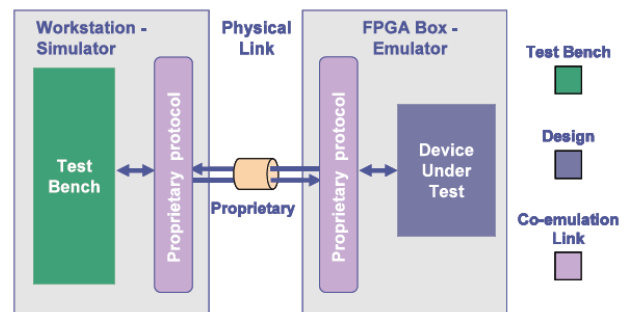 Workstation -
Simulator
Physical
Link
FPGA Box -
Emulator
Test
Bench
Proprietary protocol
Proprietary
Proprietary protocol
Device
Under
Test
Test Bench
Design
Co-emulation
Link